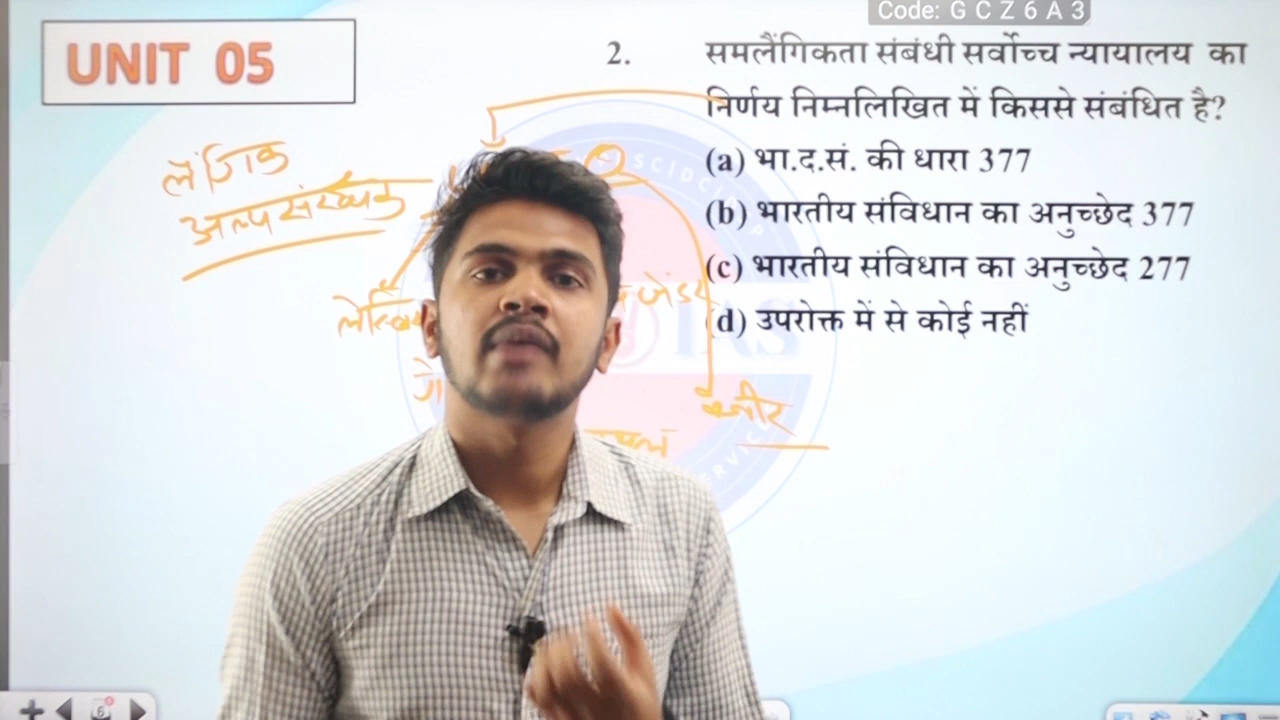 Code: G C Z 6 A 3
UNIT 05
2. समलैंगिकता संबंधी सर्वोच्च न्यायालय का
निर्णय निम्नलिखित में किससे संबंधित है?
(a) भा.द.सं. की धारा 377
(b) भारतीय संविधान का अनुच्छेद 377
(c) भारतीय संविधान का अनुच्छेद 277
(d) उपरोक्त में से कोई नहीं
लैंगिक
अल्पसंख्यक
IAS